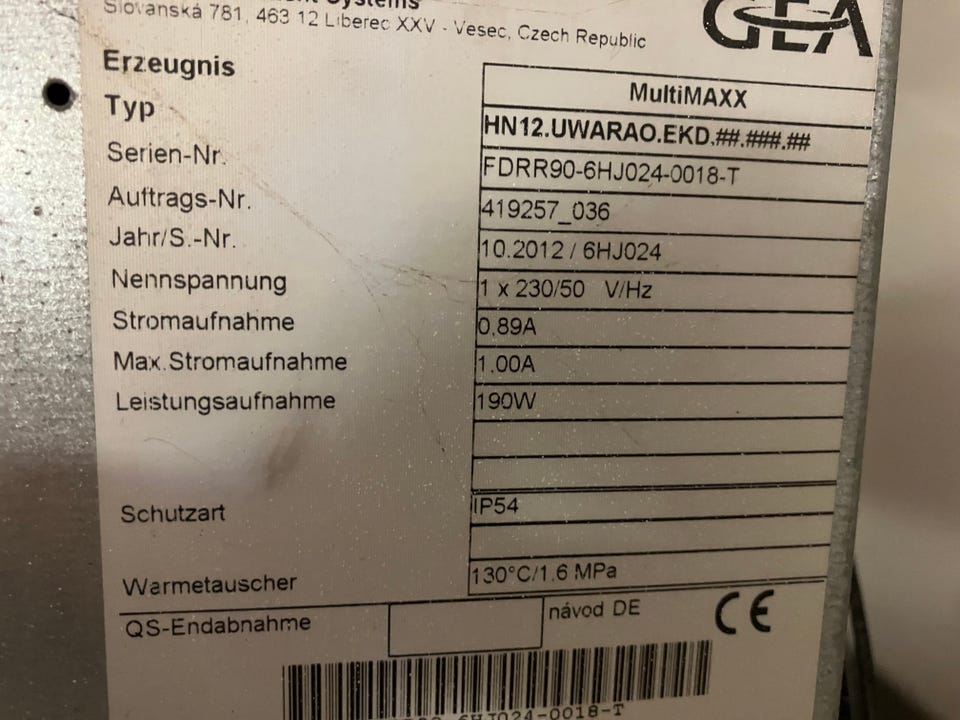 Systems
Slovanská 781, 463 12 Liberec XXV - Vesec, Czech Republic
GEA
Erzeugnis MultiMAXX
Typ HN12.UWARAO.EKD.##.###.##
Serien-Nr. FDRR90-6HJ024-0018-T
Auftrags-Nr. 419257_036
Jahr/S.-Nr. 10.2012 / 6HJ024
Nennspannung 1 x 230/50 V/Hz
Stromaufnahme 0,89A
Max.Stromaufnahme 1.00A
Leistungsaufnahme 190W
Schutzart IP54
Warmetauscher 130°C/1.6 MPa
QS-Endabnahme návod DE CE
6HJ024-0018-T